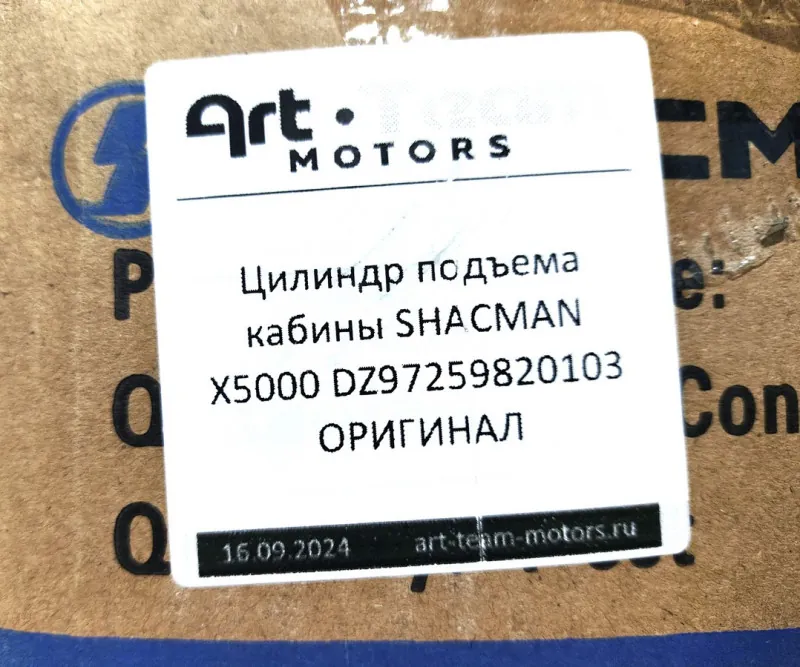 art •
MOTORS
Цилиндр подъема
кабины SHACMAN
X5000 DZ97259820103
ОРИГИНАЛ
16.09.2024 art-team-motors.ru